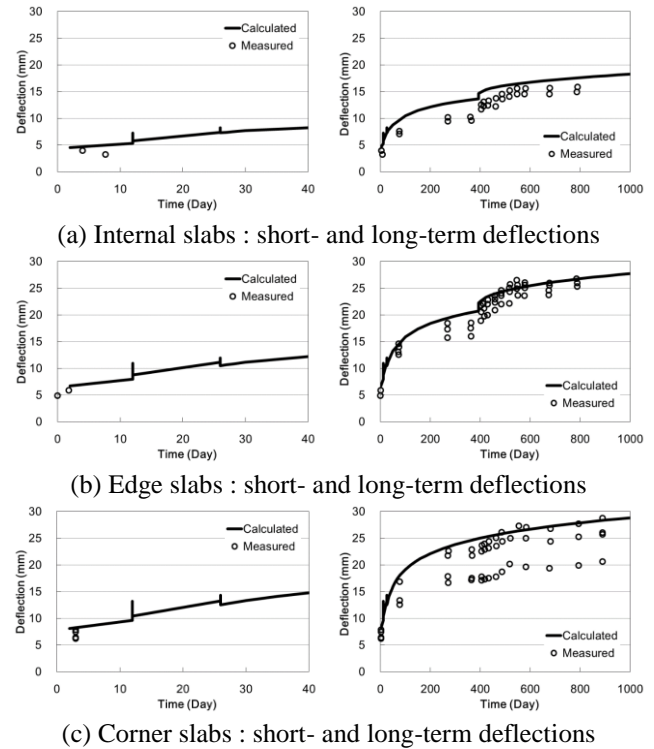 30
25
20
15
10
5
0
Deflection (mm)
Calculated
Measured
0 10 20 30 40
Time (Day)
30
25
20
15
10
5
0
Deflection (mm)
Calculated
Measured
0 200 400 600 800 1000
Time (Day)
(a) Internal slabs : short- and long-term deflections
30
25
20
15
10
5
0
Deflection (mm)
Calculated
Measured
0 10 20 30 40
Time (Day)
30
25
20
15
10
5
0
Deflection (mm)
Calculated
Measured
0 200 400 600 800 1000
Time (Day)
(b) Edge slabs : short- and long-term deflections
30
25
20
15
10
5
0
Deflection (mm)
Calculated
Measured
0 10 20 30 40
Time (Day)
30
25
20
15
10
5
0
Deflection (mm)
Calculated
Measured
0 200 400 600 800 1000
Time (Day)
(c) Corner slabs : short- and long-term deflections